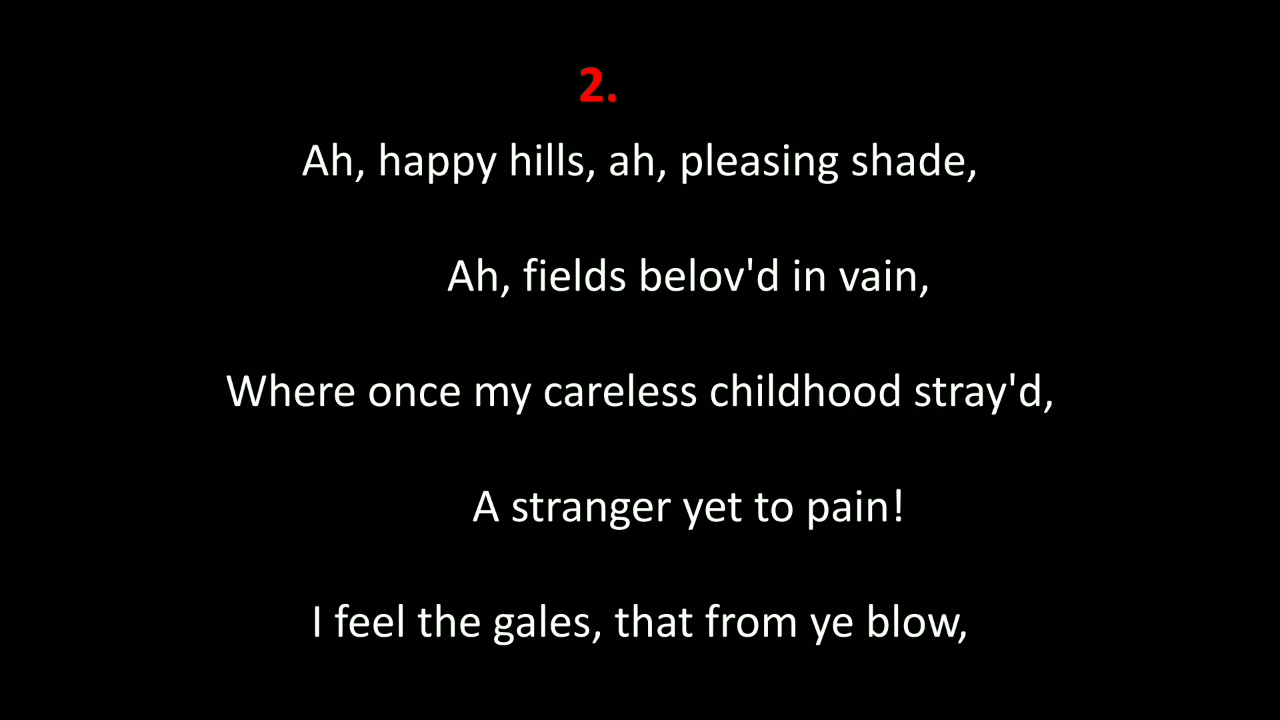 2.
Ah, happy hills, ah, pleasing shade,
Ah, fields belov'd in vain,
Where once my careless childhood stray'd,
A stranger yet to pain!
I feel the gales, that from ye blow,